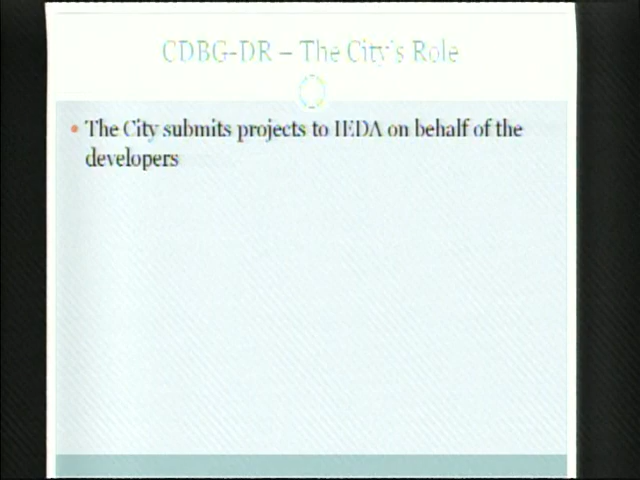 CDBG-DR – The City's Role
The City submits projects to IEDA on behalf of the
developers